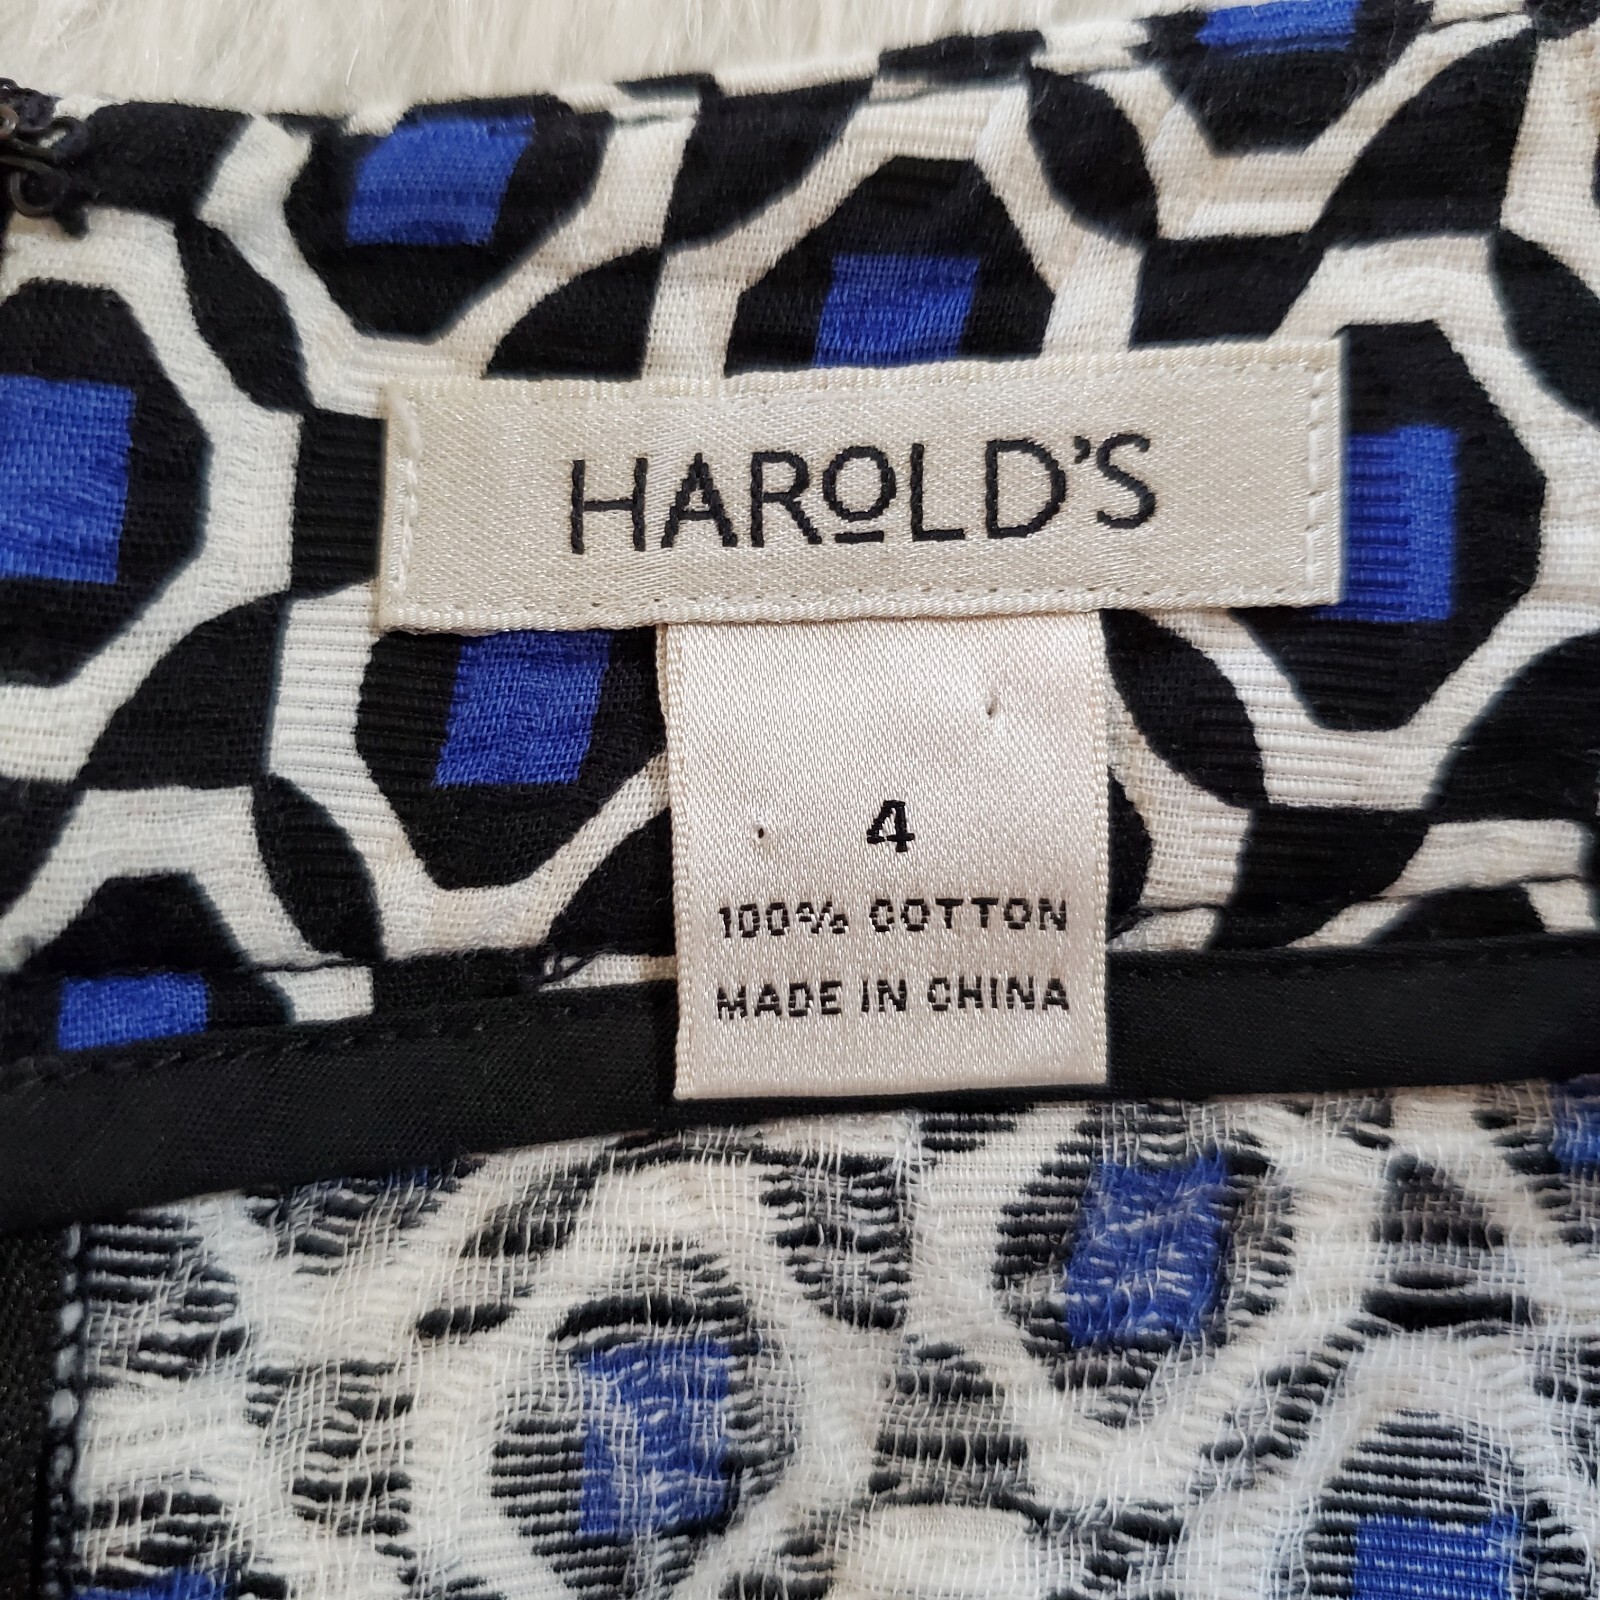 HAROLD'S
4
100% COTTON
MADE IN CHINA